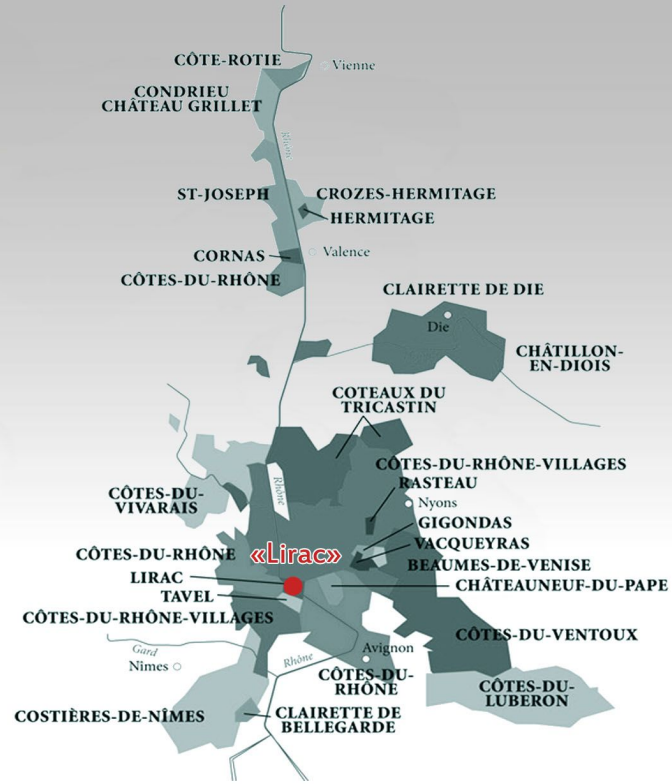 CÔTE-ROTIE
Vienne
CONDRIEU
CHÂTEAU GRILLET
Rhône
ST-JOSEPH
CROZES-HERMITAGE
HERMITAGE
CORNAS
Valence
CÔTES-DU-RHÔNE
CLAIRETTE DE DIE
Die
CHÂTILLON-
EN-DIOIS
COTEAUX DU
TRICASTIN
CÔTES-DU-RHÔNE-VILLAGES
RASTEAU
Rhône
CÔTES-DU-
VIVARAIS
Nyons
GIGONDAS
VACQUEYRAS
CÔTES-DU-RHÔNE
«Lirac»
BEAUMES-DE-VENISE
LIRAC
CHÂTEAUNEUF-DU-PAPE
TAVEL
CÔTES-DU-RHÔNE-VILLAGES
CÔTES-DU-VENTOUX
Gard
Avignon
Nîmes
Rhône
CÔTES-DU-
RHÔNE
CÔTES-DU-
LUBERON
COSTIÈRES-DE-NÎMES
CLAIRETTE DE
BELLEGARDE